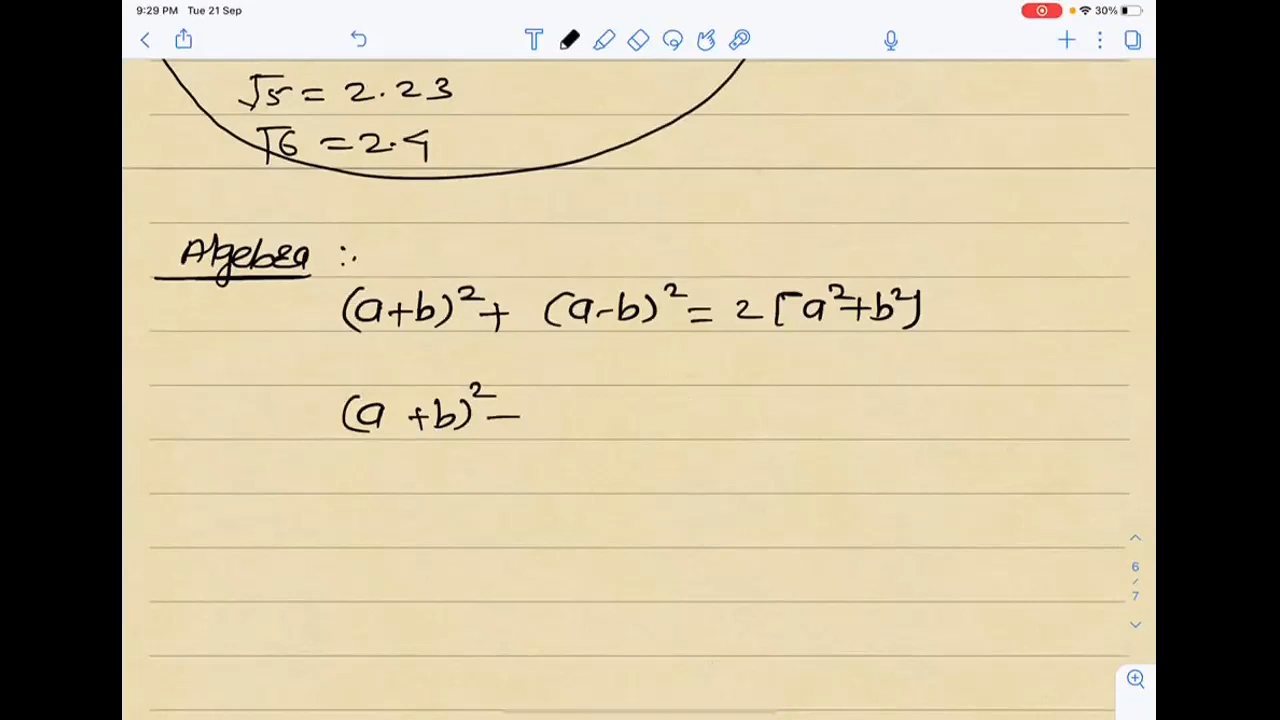 9:29 PM Tue 21 Sep 30%
√5 = 2.23
√6 = 2.4
Algebra :.
(a+b)² + (a-b)² = 2 [a²+b²]
(a +b)² -
6
/
7